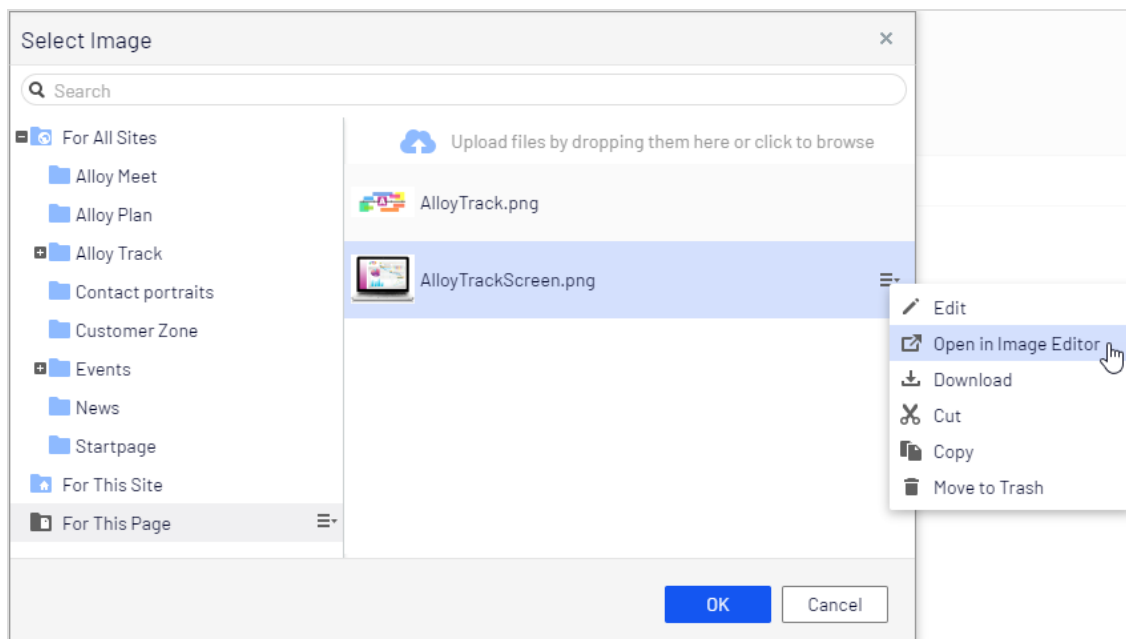 Select Image
Search
For All Sites
Alloy Meet
Alloy Plan
Alloy Track
Contact portraits
Customer Zone
Events
News
Startpage
For This Site
For This Page
Upload files by dropping them here or click to browse
AlloyTrack.png
AlloyTrackScreen.png
Edit
Open in Image Editor
Download
Cut
Copy
Move to Trash
OK
Cancel